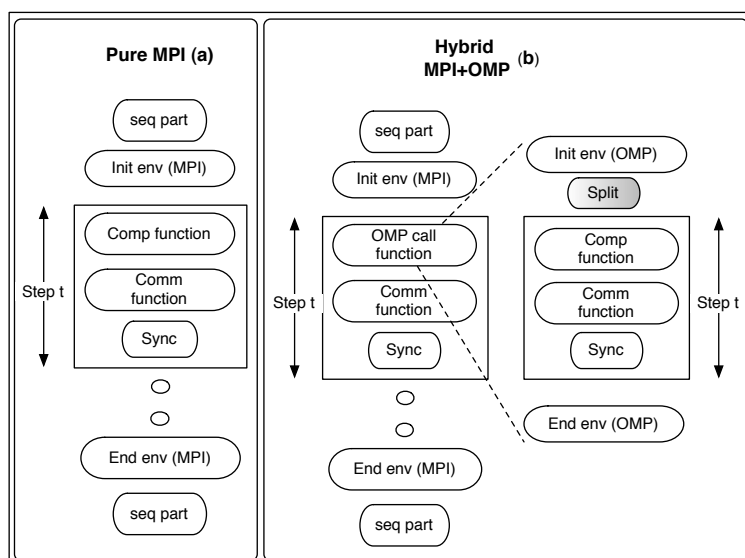 Pure MPI (a)
seq part
Init env (MPI)
Step t
Comp function
Comm
function
Sync
End env (MPI)
seq part
Hybrid
MPI+OMP (b)
seq part
Init env (MPI)
Step t
OMP call
function
Comm
function
Sync
End env (MPI)
seq part
Init env (OMP)
Split
Comp
function
Comm
function
Sync
Step t
End env (OMP)